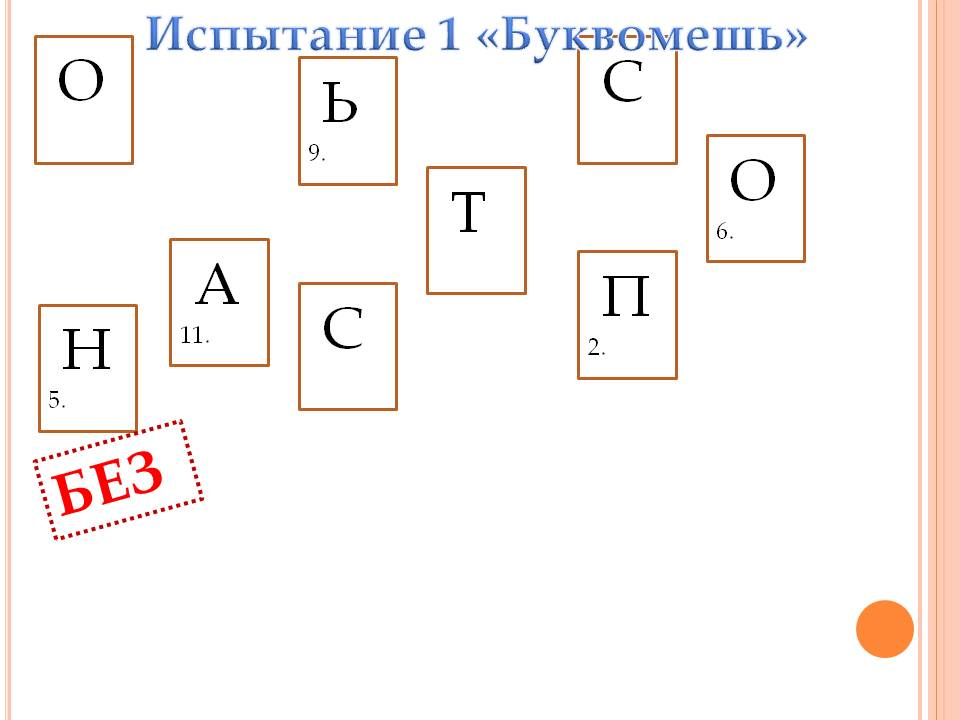 Испытание 1 «Буквомешь»
О
Ь
9.
С
Т
О
6.
А
11.
П
2.
С
Н
5.
БЕЗ